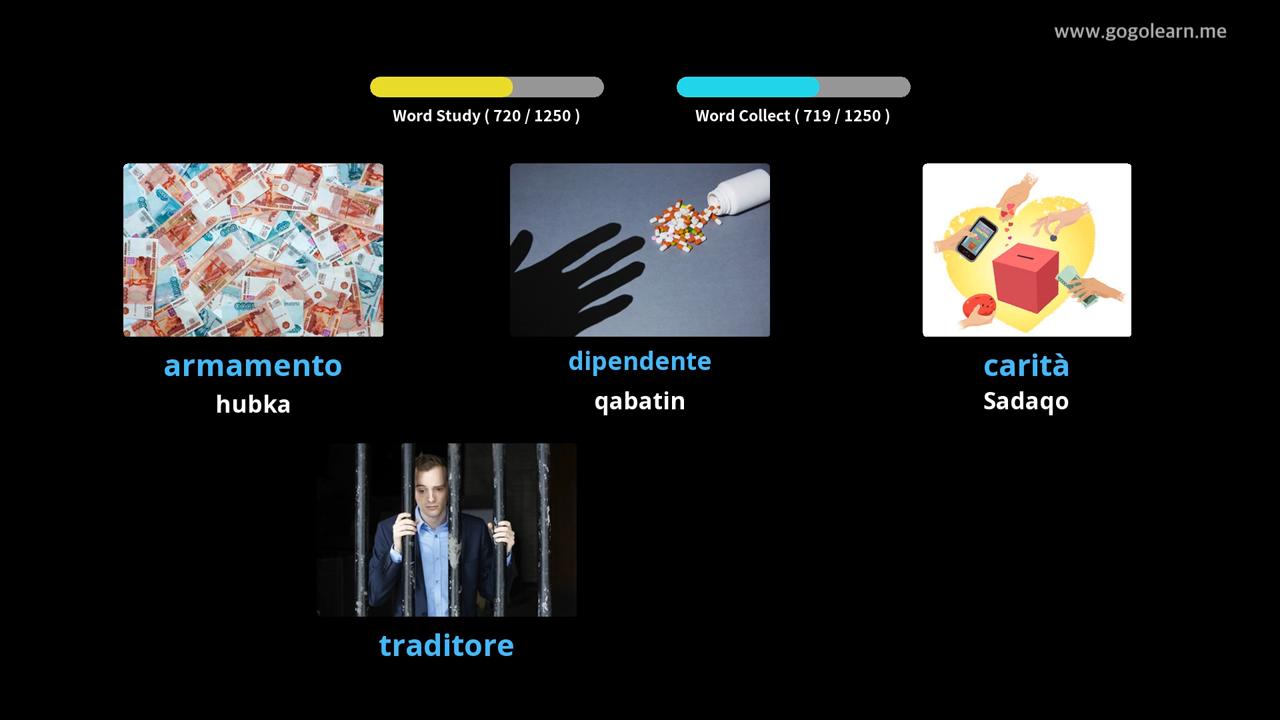 www.gogolearn.me
Word Study ( 720 / 1250 )
Word Collect ( 719 / 1250 )
armamento
hubka
dipendente
qabatin
carità
Sadaqo
traditore